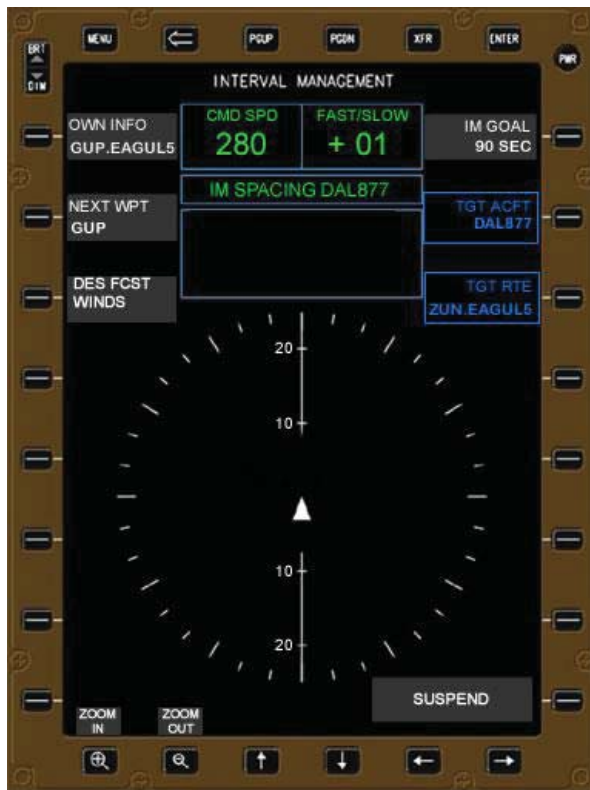 MENU
PGUP
PGDN
XFR
ENTER
BRT
DIM
PWR
INTERVAL MANAGEMENT
OWN INFO
GUP.EAGUL5
CMD SPD
280
FAST/SLOW
+ 01
IM GOAL
90 SEC
IM SPACING DAL877
NEXT WPT
GUP
TGT ACFT
DAL877
DES FCST
WINDS
TGT RTE
ZUN.EAGUL5
20
10
10
20
SUSPEND
ZOOM
IN
ZOOM
OUT